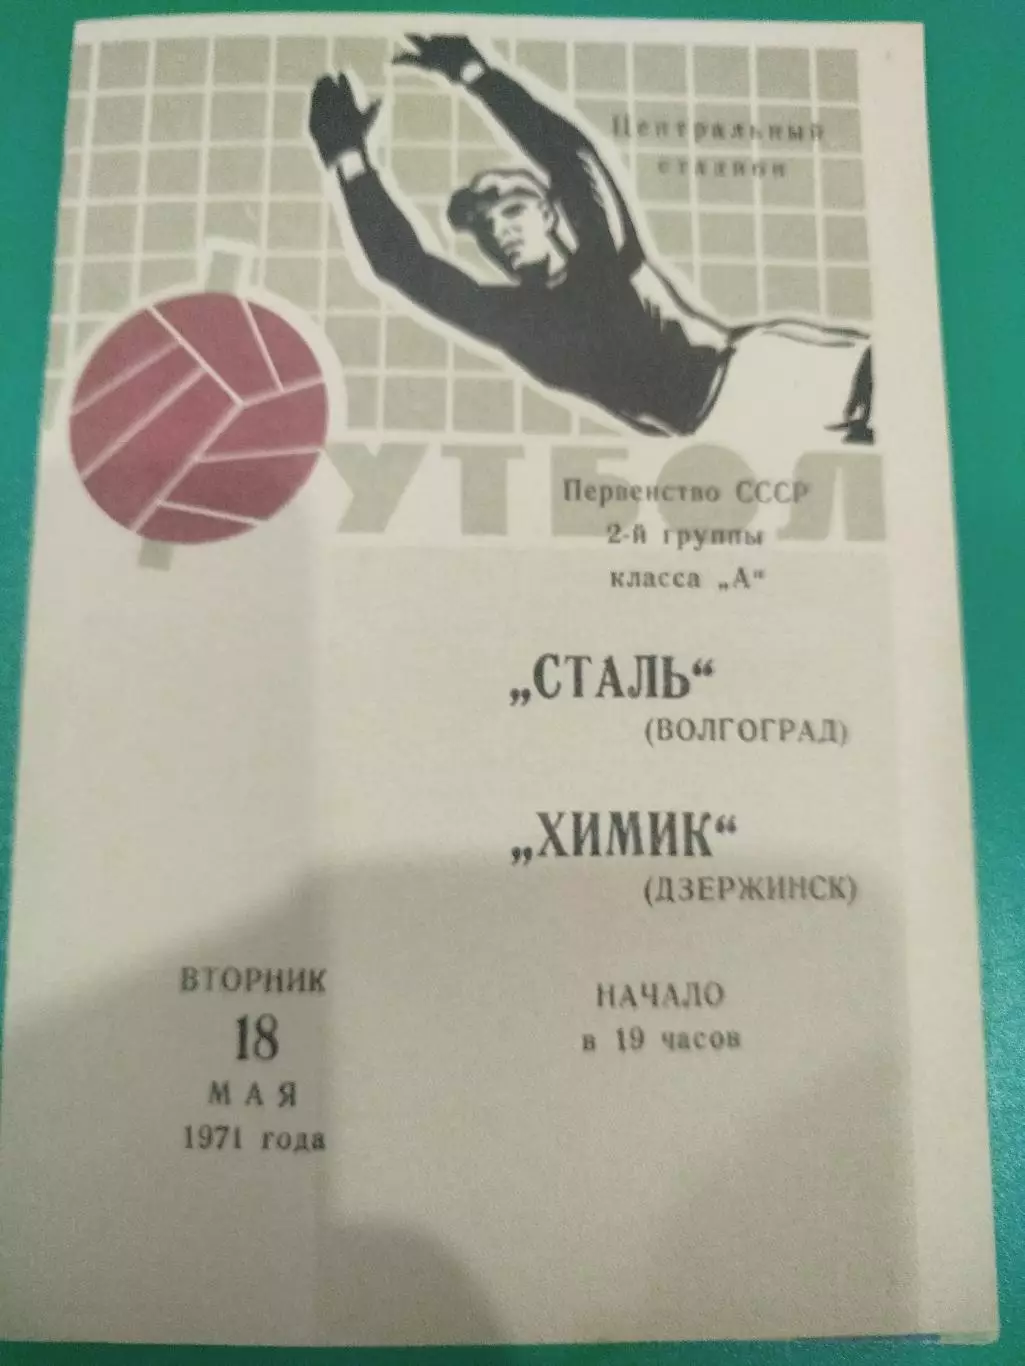 Центральный
стадион
ФУТБОЛ
Первенство СССР
2-й группы
класса „А“
„СТАЛЬ“
(ВОЛГОГРАД)
„ХИМИК“
(ДЗЕРЖИНСК)
ВТОРНИК
18
МАЯ
1971 года
НАЧАЛО
в 19 часов